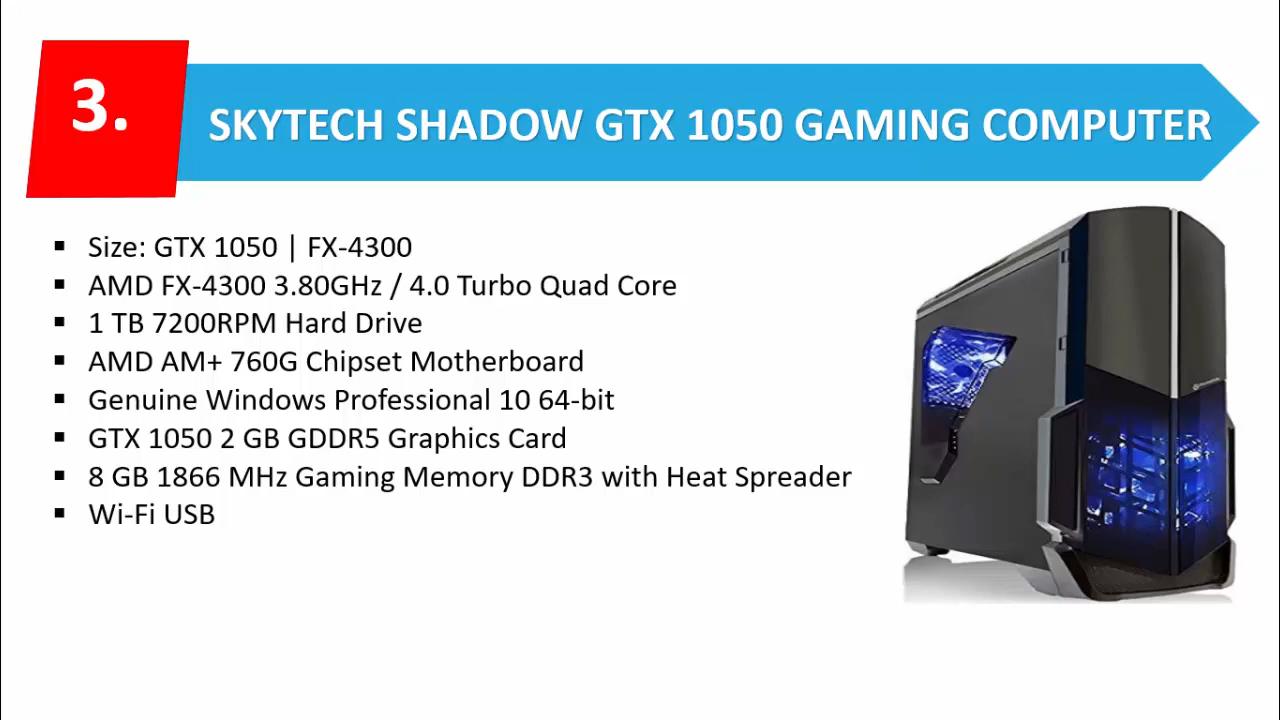 3.
SKYTECH SHADOW GTX 1050 GAMING COMPUTER
▪ Size: GTX 1050 | FX-4300
▪ AMD FX-4300 3.80GHz / 4.0 Turbo Quad Core
▪ 1 TB 7200RPM Hard Drive
▪ AMD AM+ 760G Chipset Motherboard
▪ Genuine Windows Professional 10 64-bit
▪ GTX 1050 2 GB GDDR5 Graphics Card
▪ 8 GB 1866 MHz Gaming Memory DDR3 with Heat Spreader
▪ Wi-Fi USB